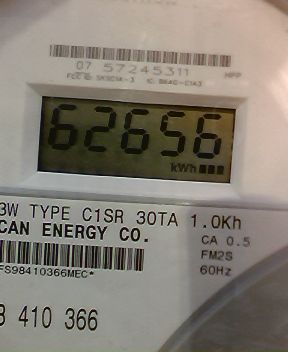 07 57245311
HPP
62656
kWh
3W TYPE C1SR 30TA 1.0Kh
CAN ENERGY CO.
CA 0.5
FM2S
60Hz
FS98410366MEC*
410 366